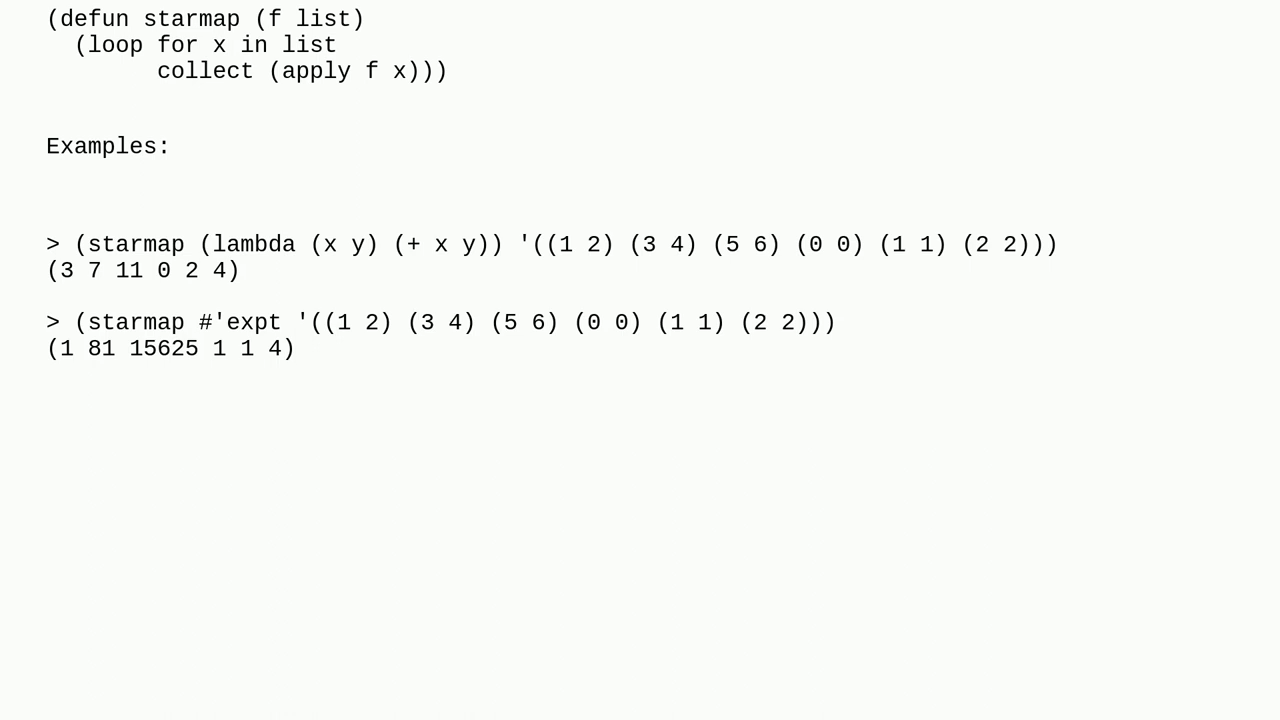 (defun starmap (f list)
  (loop for x in list
        collect (apply f x)))
Examples:
> (starmap (lambda (x y) (+ x y)) '((1 2) (3 4) (5 6) (0 0) (1 1) (2 2)))
(3 7 11 0 2 4)
> (starmap #'expt '((1 2) (3 4) (5 6) (0 0) (1 1) (2 2)))
(1 81 15625 1 1 4)